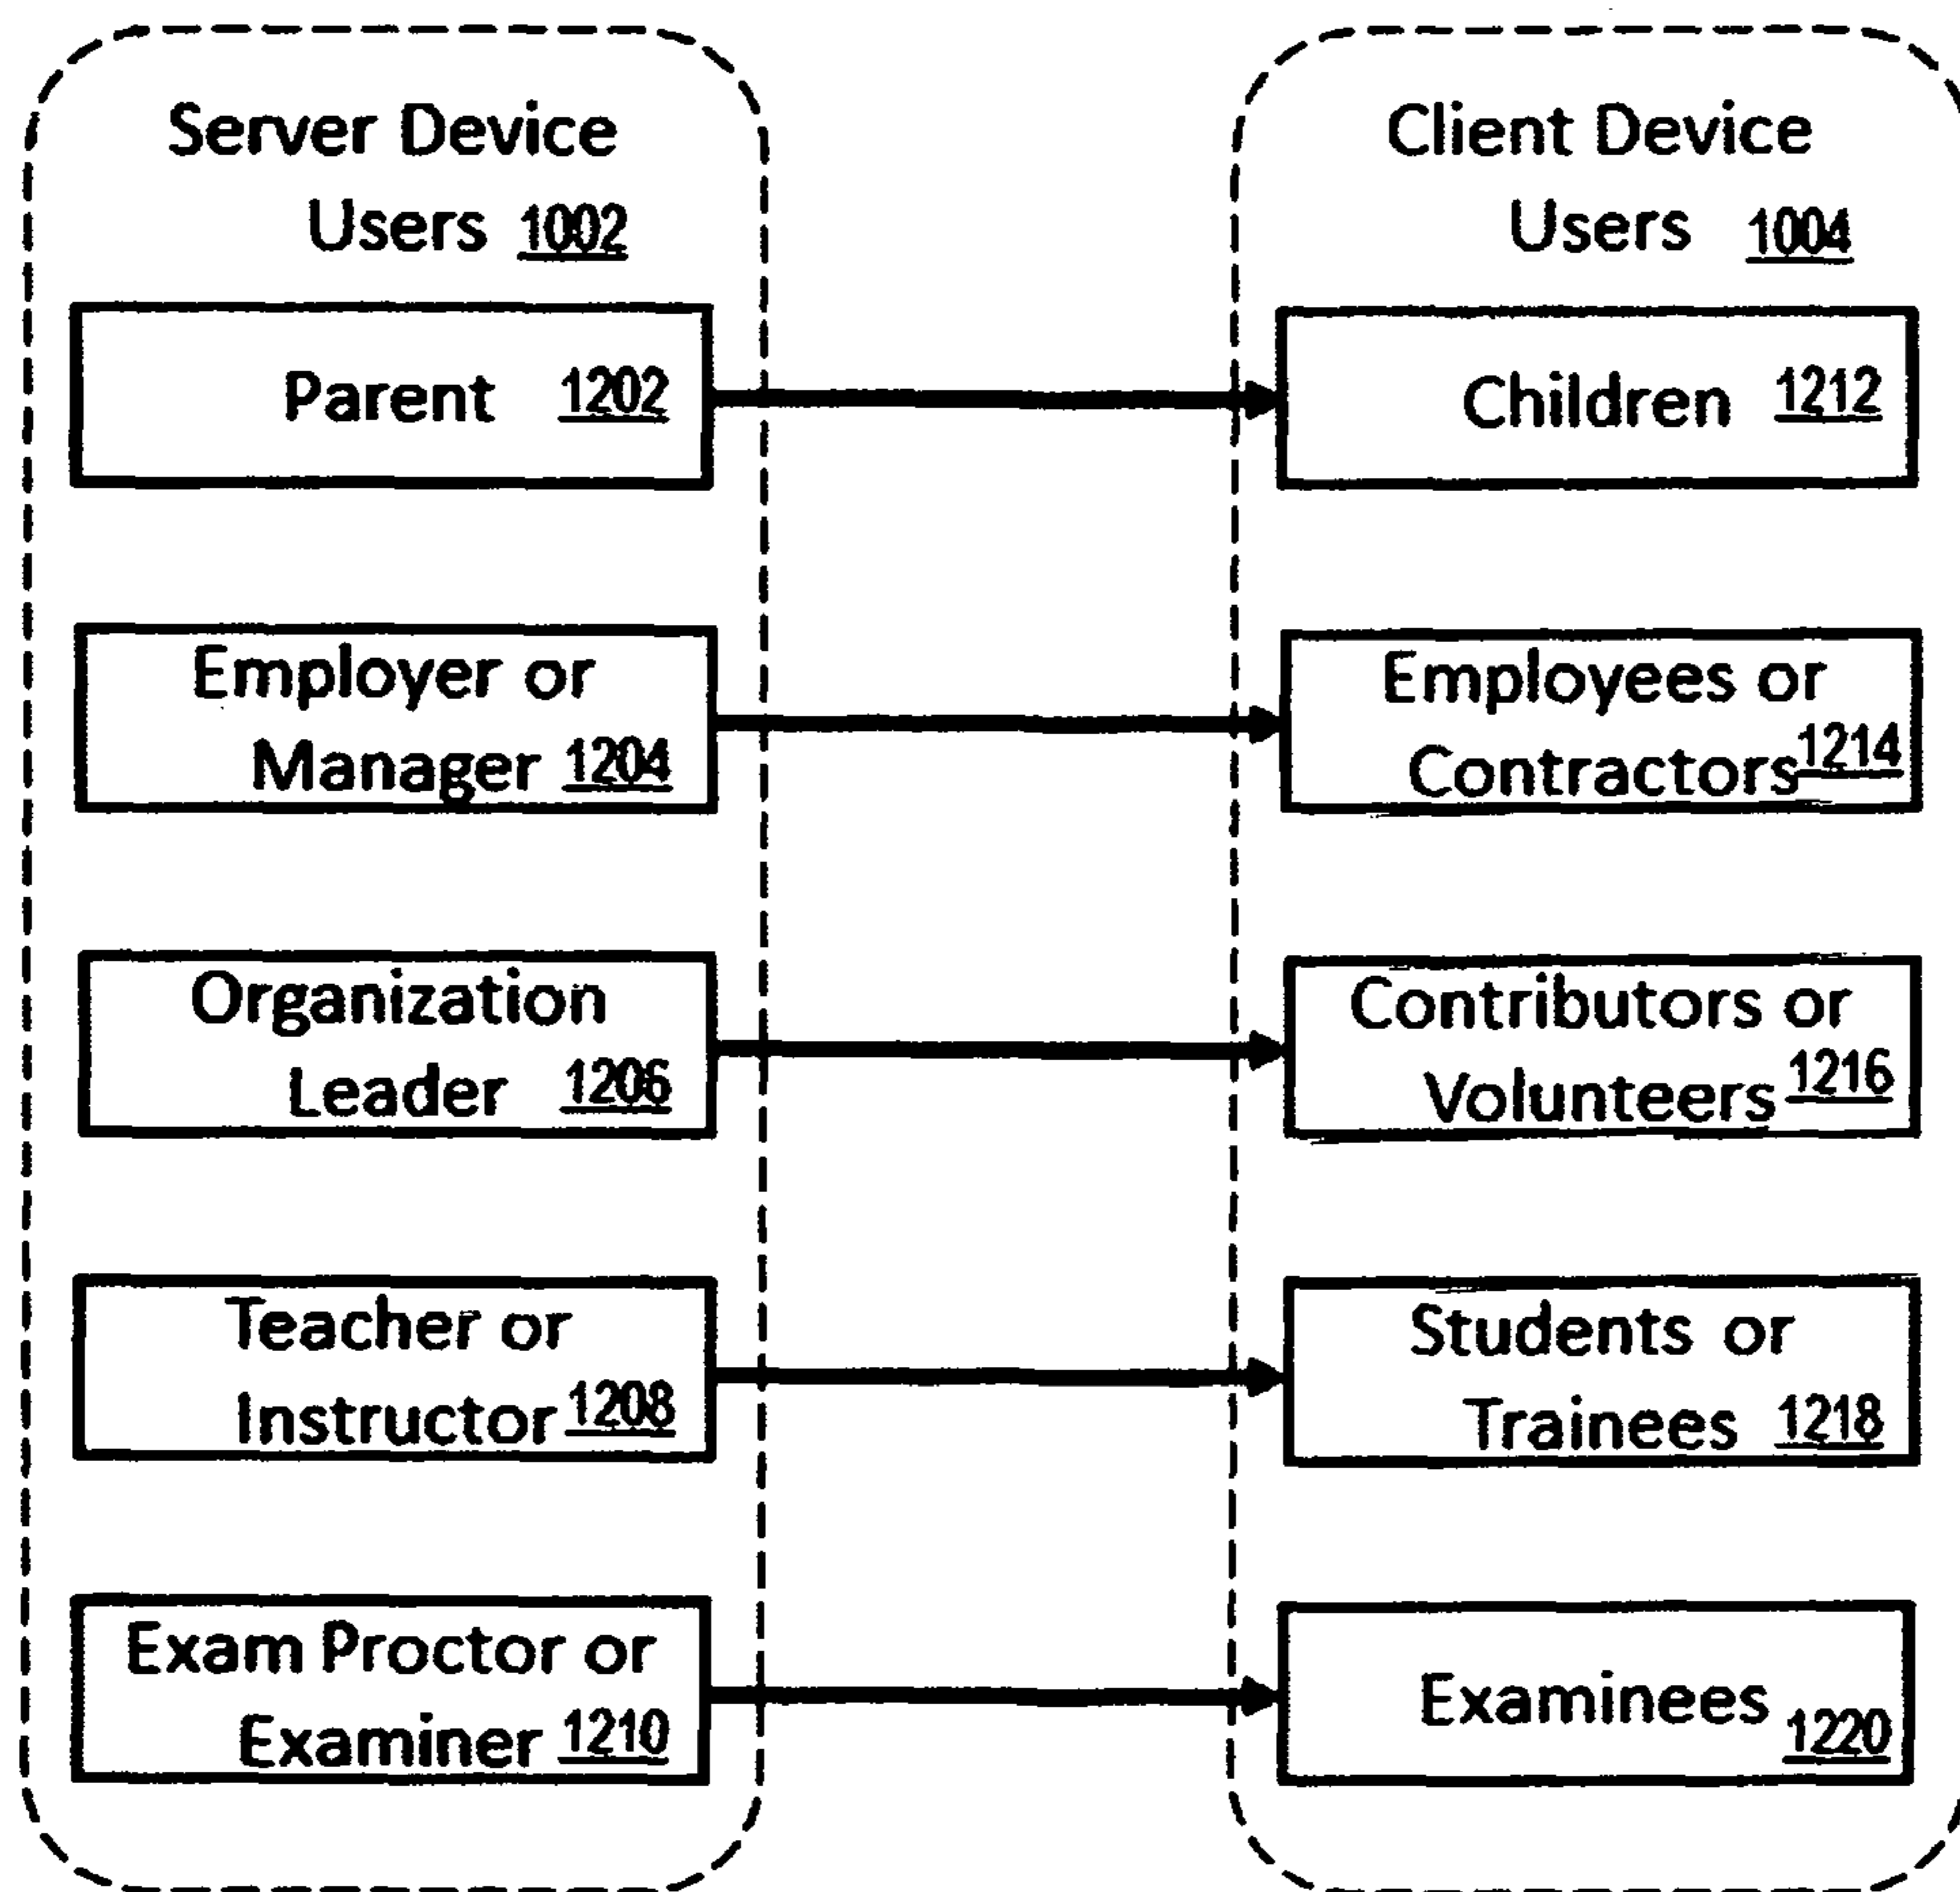 Server Device
Users 1002
Parent 1202
Employer or
Manager 1204
Organization
Leader 1206
Teacher or
Instructor 1208
Exam Proctor or
Examiner 1210
Client Device
Users 1004
Children 1212
Employees or
Contractors 1214
Contributors or
Volunteers 1216
Students or
Trainees 1218
Examinees 1220